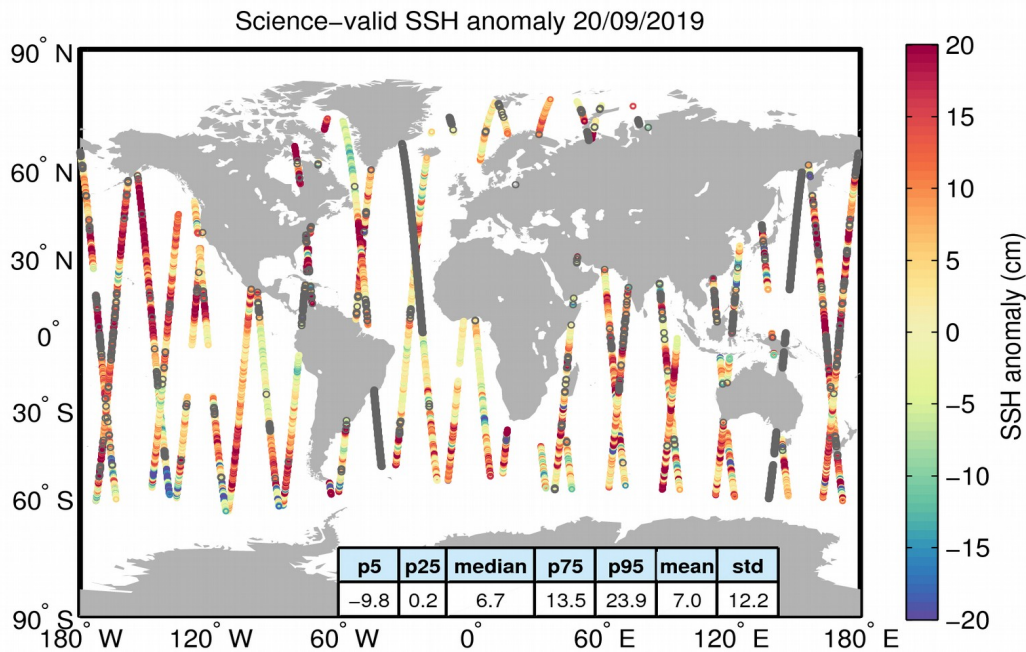 Science−valid SSH anomaly 20/09/2019
90° N
60° N
30° N
0°
30° S
60° S
90° S
180° W
120° W
60° W
0°
60° E
120° E
180° E
p5 p25 median p75 p95 mean std
−9.8 0.2 6.7 13.5 23.9 7.0 12.2
20
15
10
5
0
−5
−10
−15
−20
SSH anomaly (cm)